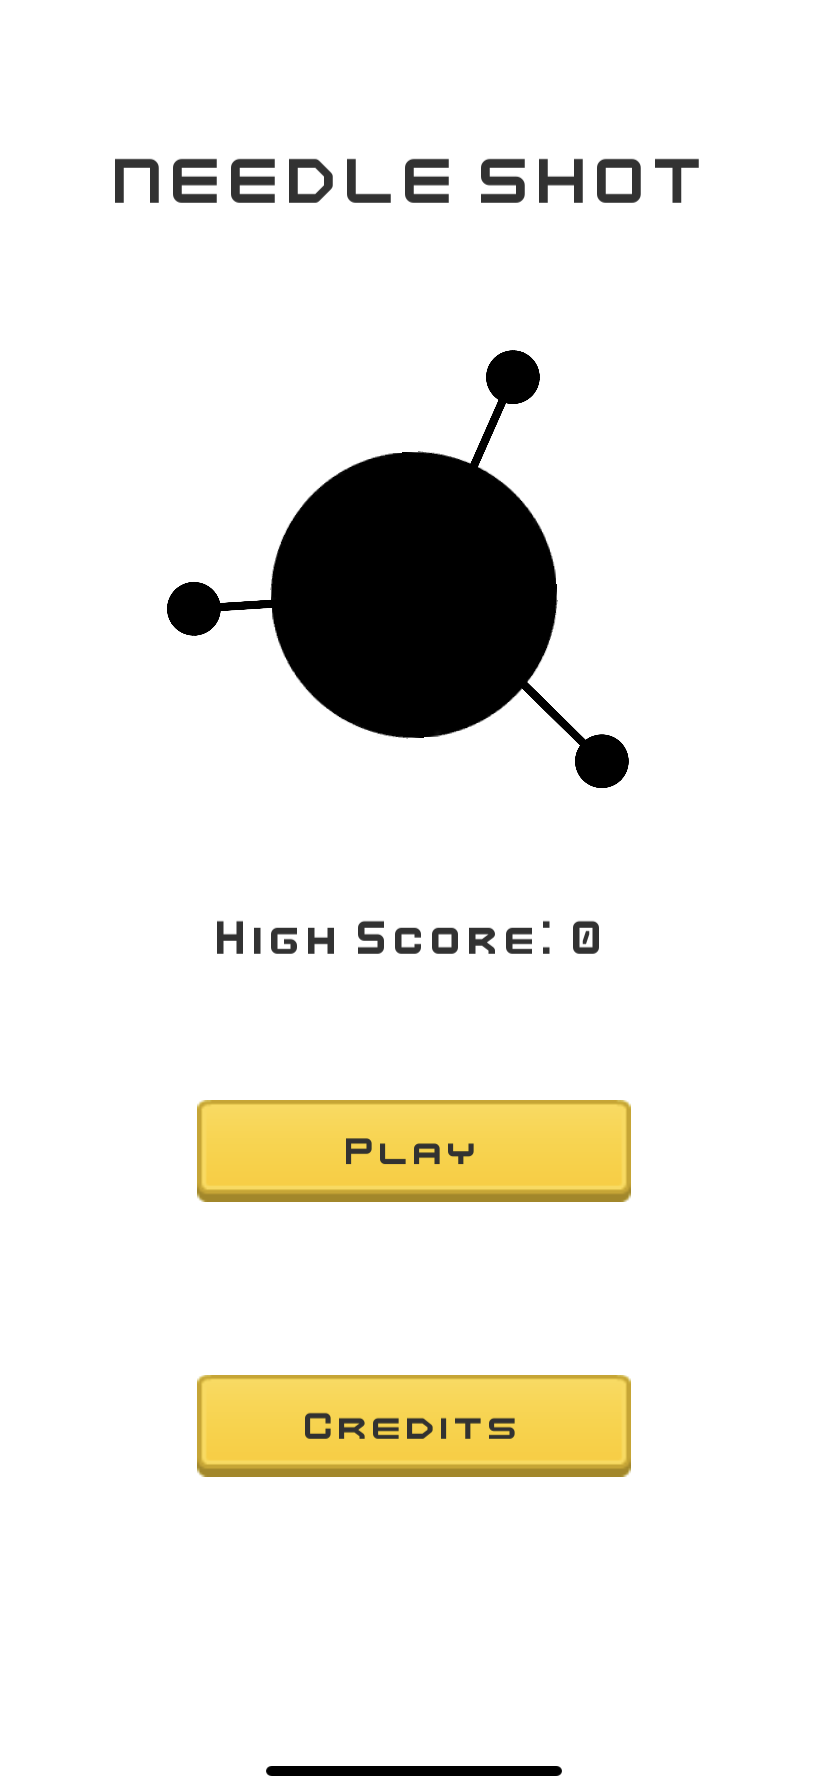 NEEDLE SHOT
High Score: 0
Play
Credits